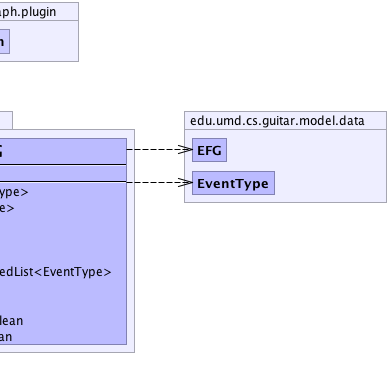 aph.plugin
n
edu.umd.cs.guitar.model.data
G
EFG
EventType
ype>
e>
edList<EventType>
lean
an